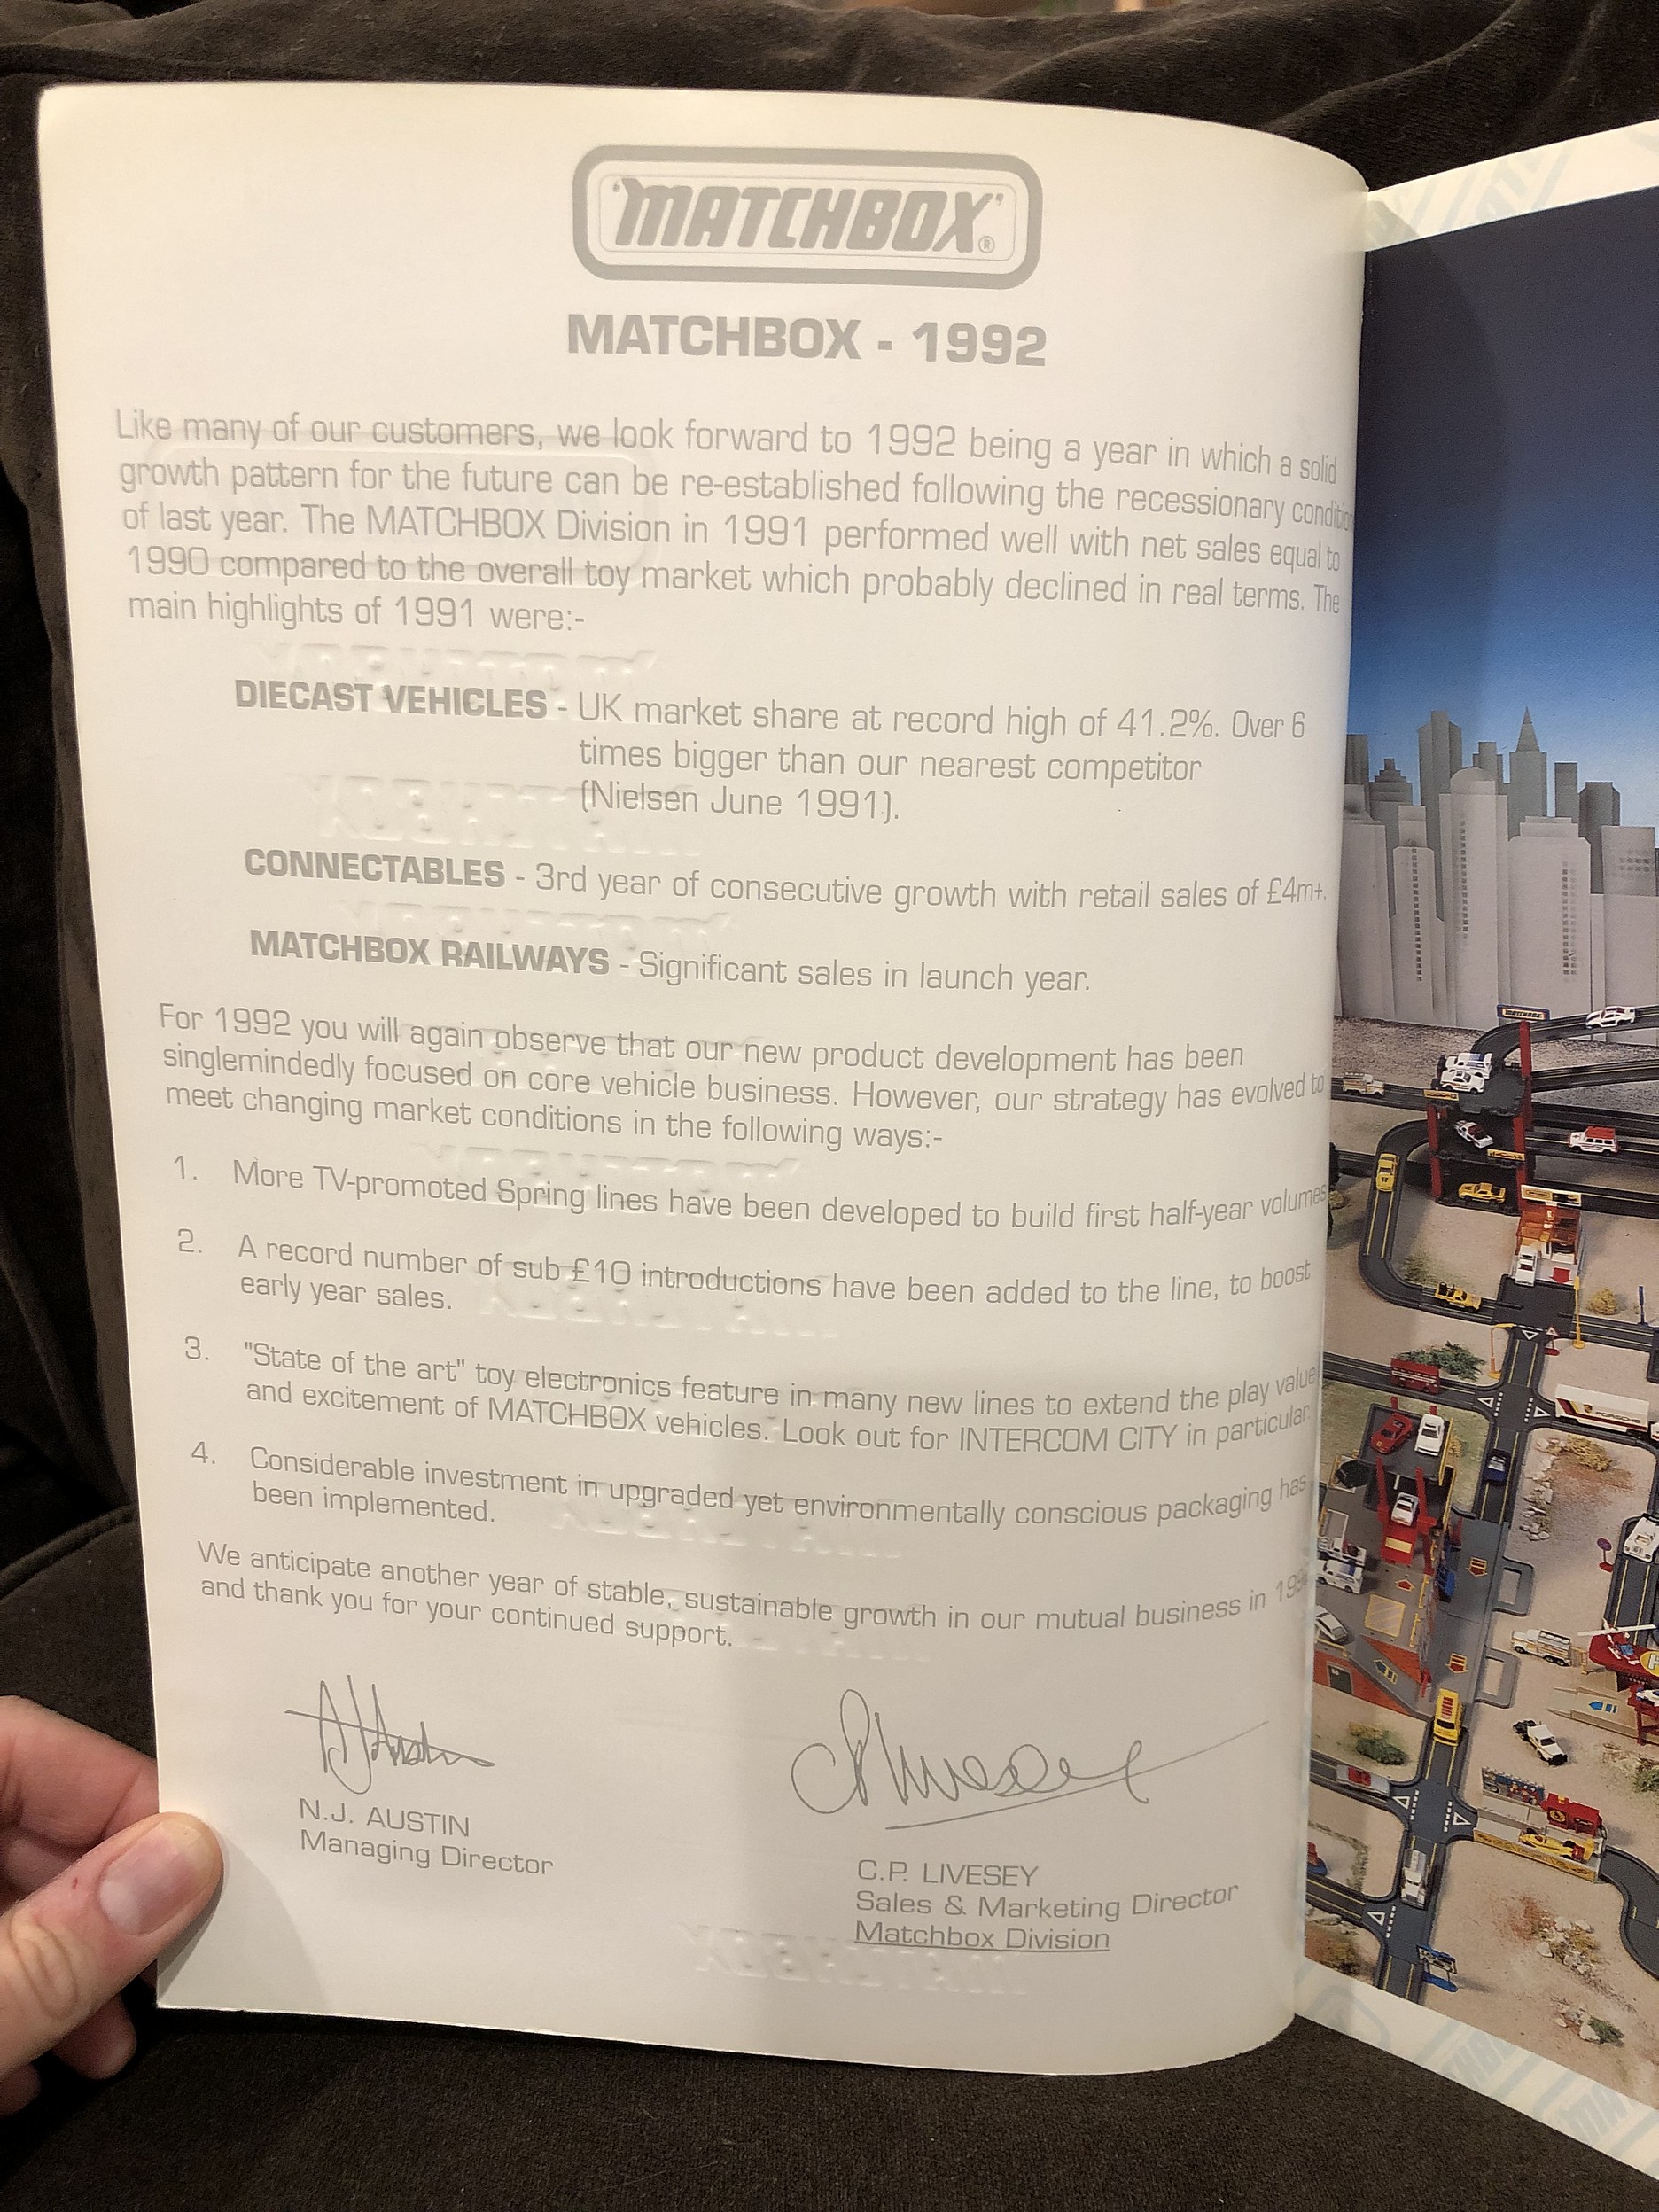 'MATCHBOX'®
MATCHBOX - 1992
Like many of our customers, we look forward to 1992 being a year in which a solid
growth pattern for the future can be re-established following the recessionary
of last year. The MATCHBOX Division in 1991 performed well with net sales equal to
1990 compared to the overall toy market which probably declined in real terms. The
main highlights of 1991 were:-
DIECAST VEHICLES - UK market share at record high of 41.2%. Over 6
times bigger than our nearest competitor
(Nielsen June 1991).
CONNECTABLES - 3rd year of consecutive growth with retail sales of £4m+.
MATCHBOX RAILWAYS - Significant sales in launch year.
For 1992 you will again observe that our new product development has been
singlemindedly focused on core vehicle business. However, our strategy has evolved to
meet changing market conditions in the following ways:-
1. More TV-promoted Spring lines have been developed to build first half-year volumes
2. A record number of sub £10 introductions have been added to the line, to boost
early year sales.
3. "State of the art" toy electronics feature in many new lines to extend the play value
and excitement of MATCHBOX vehicles. Look out for INTERCOM CITY in particular.
4. Considerable investment in upgraded yet environmentally conscious packaging has
been implemented.
We anticipate another year of stable, sustainable growth in our mutual business in
and thank you for your continued support.
N.J. AUSTIN
Managing Director
C.P. LIVESEY
Sales & Marketing Director
Matchbox Division
MATCHBOX